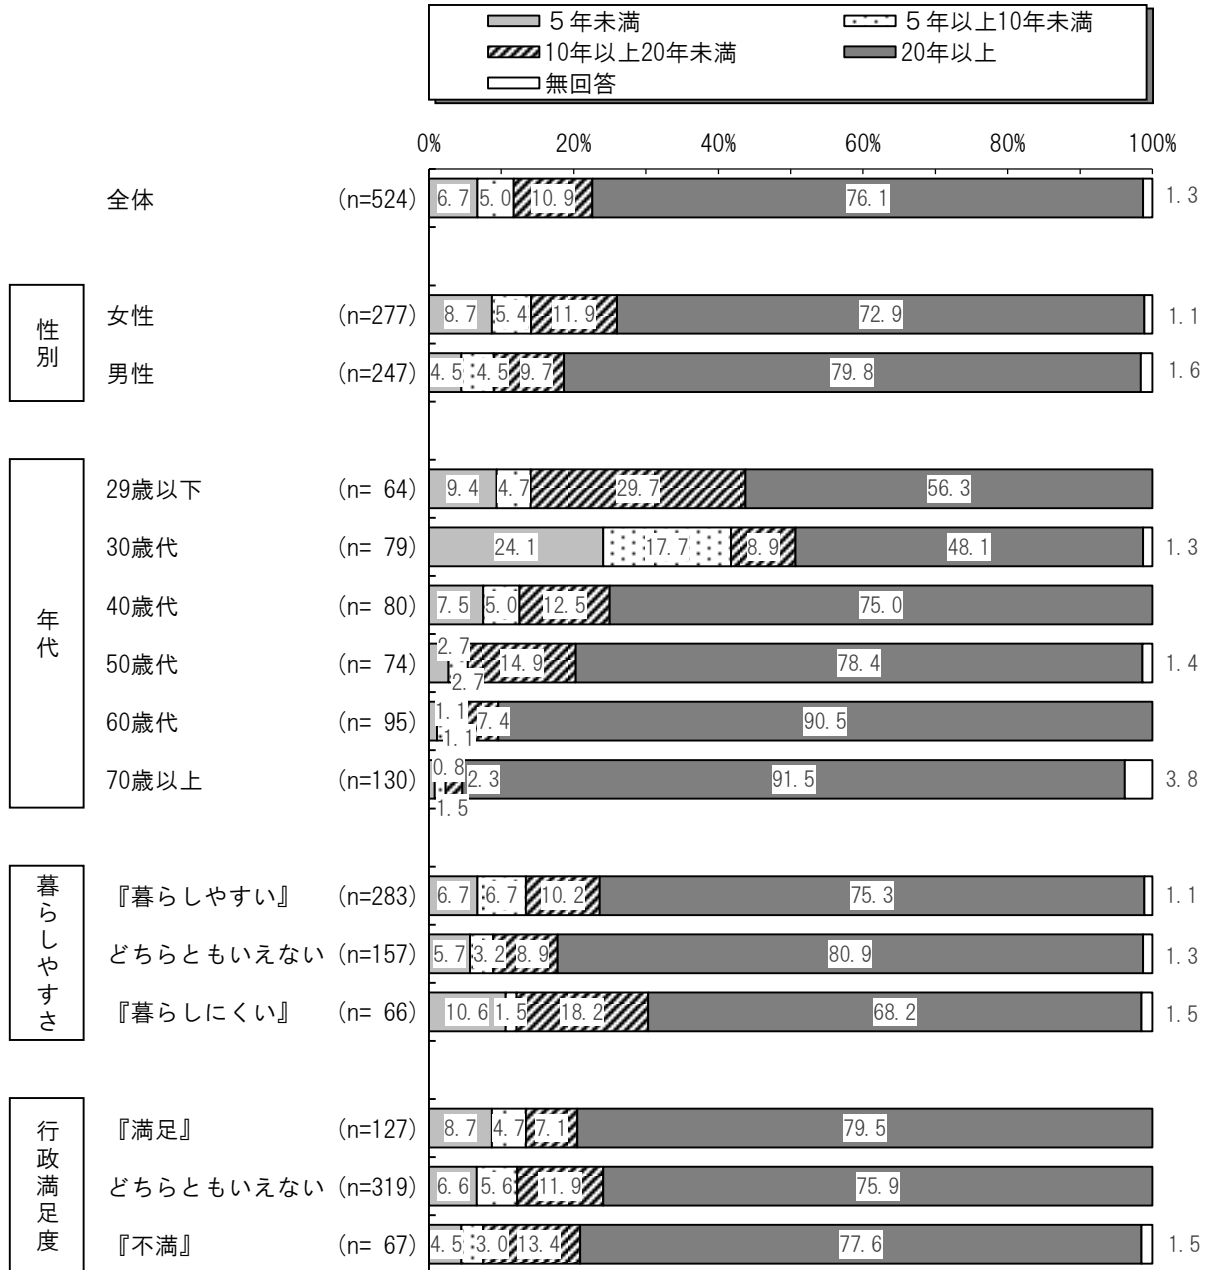 ５年未満 ５年以上10年未満
10年以上20年未満 20年以上
無回答
0% 20% 40% 60% 80% 100%
全体 (n=524) 6.7 5.0 10.9 76.1 1.3
性別
女性 (n=277) 8.7 5.4 11.9 72.9 1.1
男性 (n=247) 4.5 4.5 9.7 79.8 1.6
年代
29歳以下 (n= 64) 9.4 4.7 29.7 56.3
30歳代 (n= 79) 24.1 17.7 8.9 48.1 1.3
40歳代 (n= 80) 7.5 5.0 12.5 75.0
50歳代 (n= 74) 2.7 2.7 14.9 78.4 1.4
60歳代 (n= 95) 1.1 1.1 7.4 90.5
70歳以上 (n=130) 0.8 1.5 2.3 91.5 3.8
暮らしやすさ
『暮らしやすい』 (n=283) 6.7 6.7 10.2 75.3 1.1
どちらともいえない (n=157) 5.7 3.2 8.9 80.9 1.3
『暮らしにくい』 (n= 66) 10.6 1.5 18.2 68.2 1.5
行政満足度
『満足』 (n=127) 8.7 4.7 7.1 79.5
どちらともいえない (n=319) 6.6 5.6 11.9 75.9
『不満』 (n= 67) 4.5 3.0 13.4 77.6 1.5